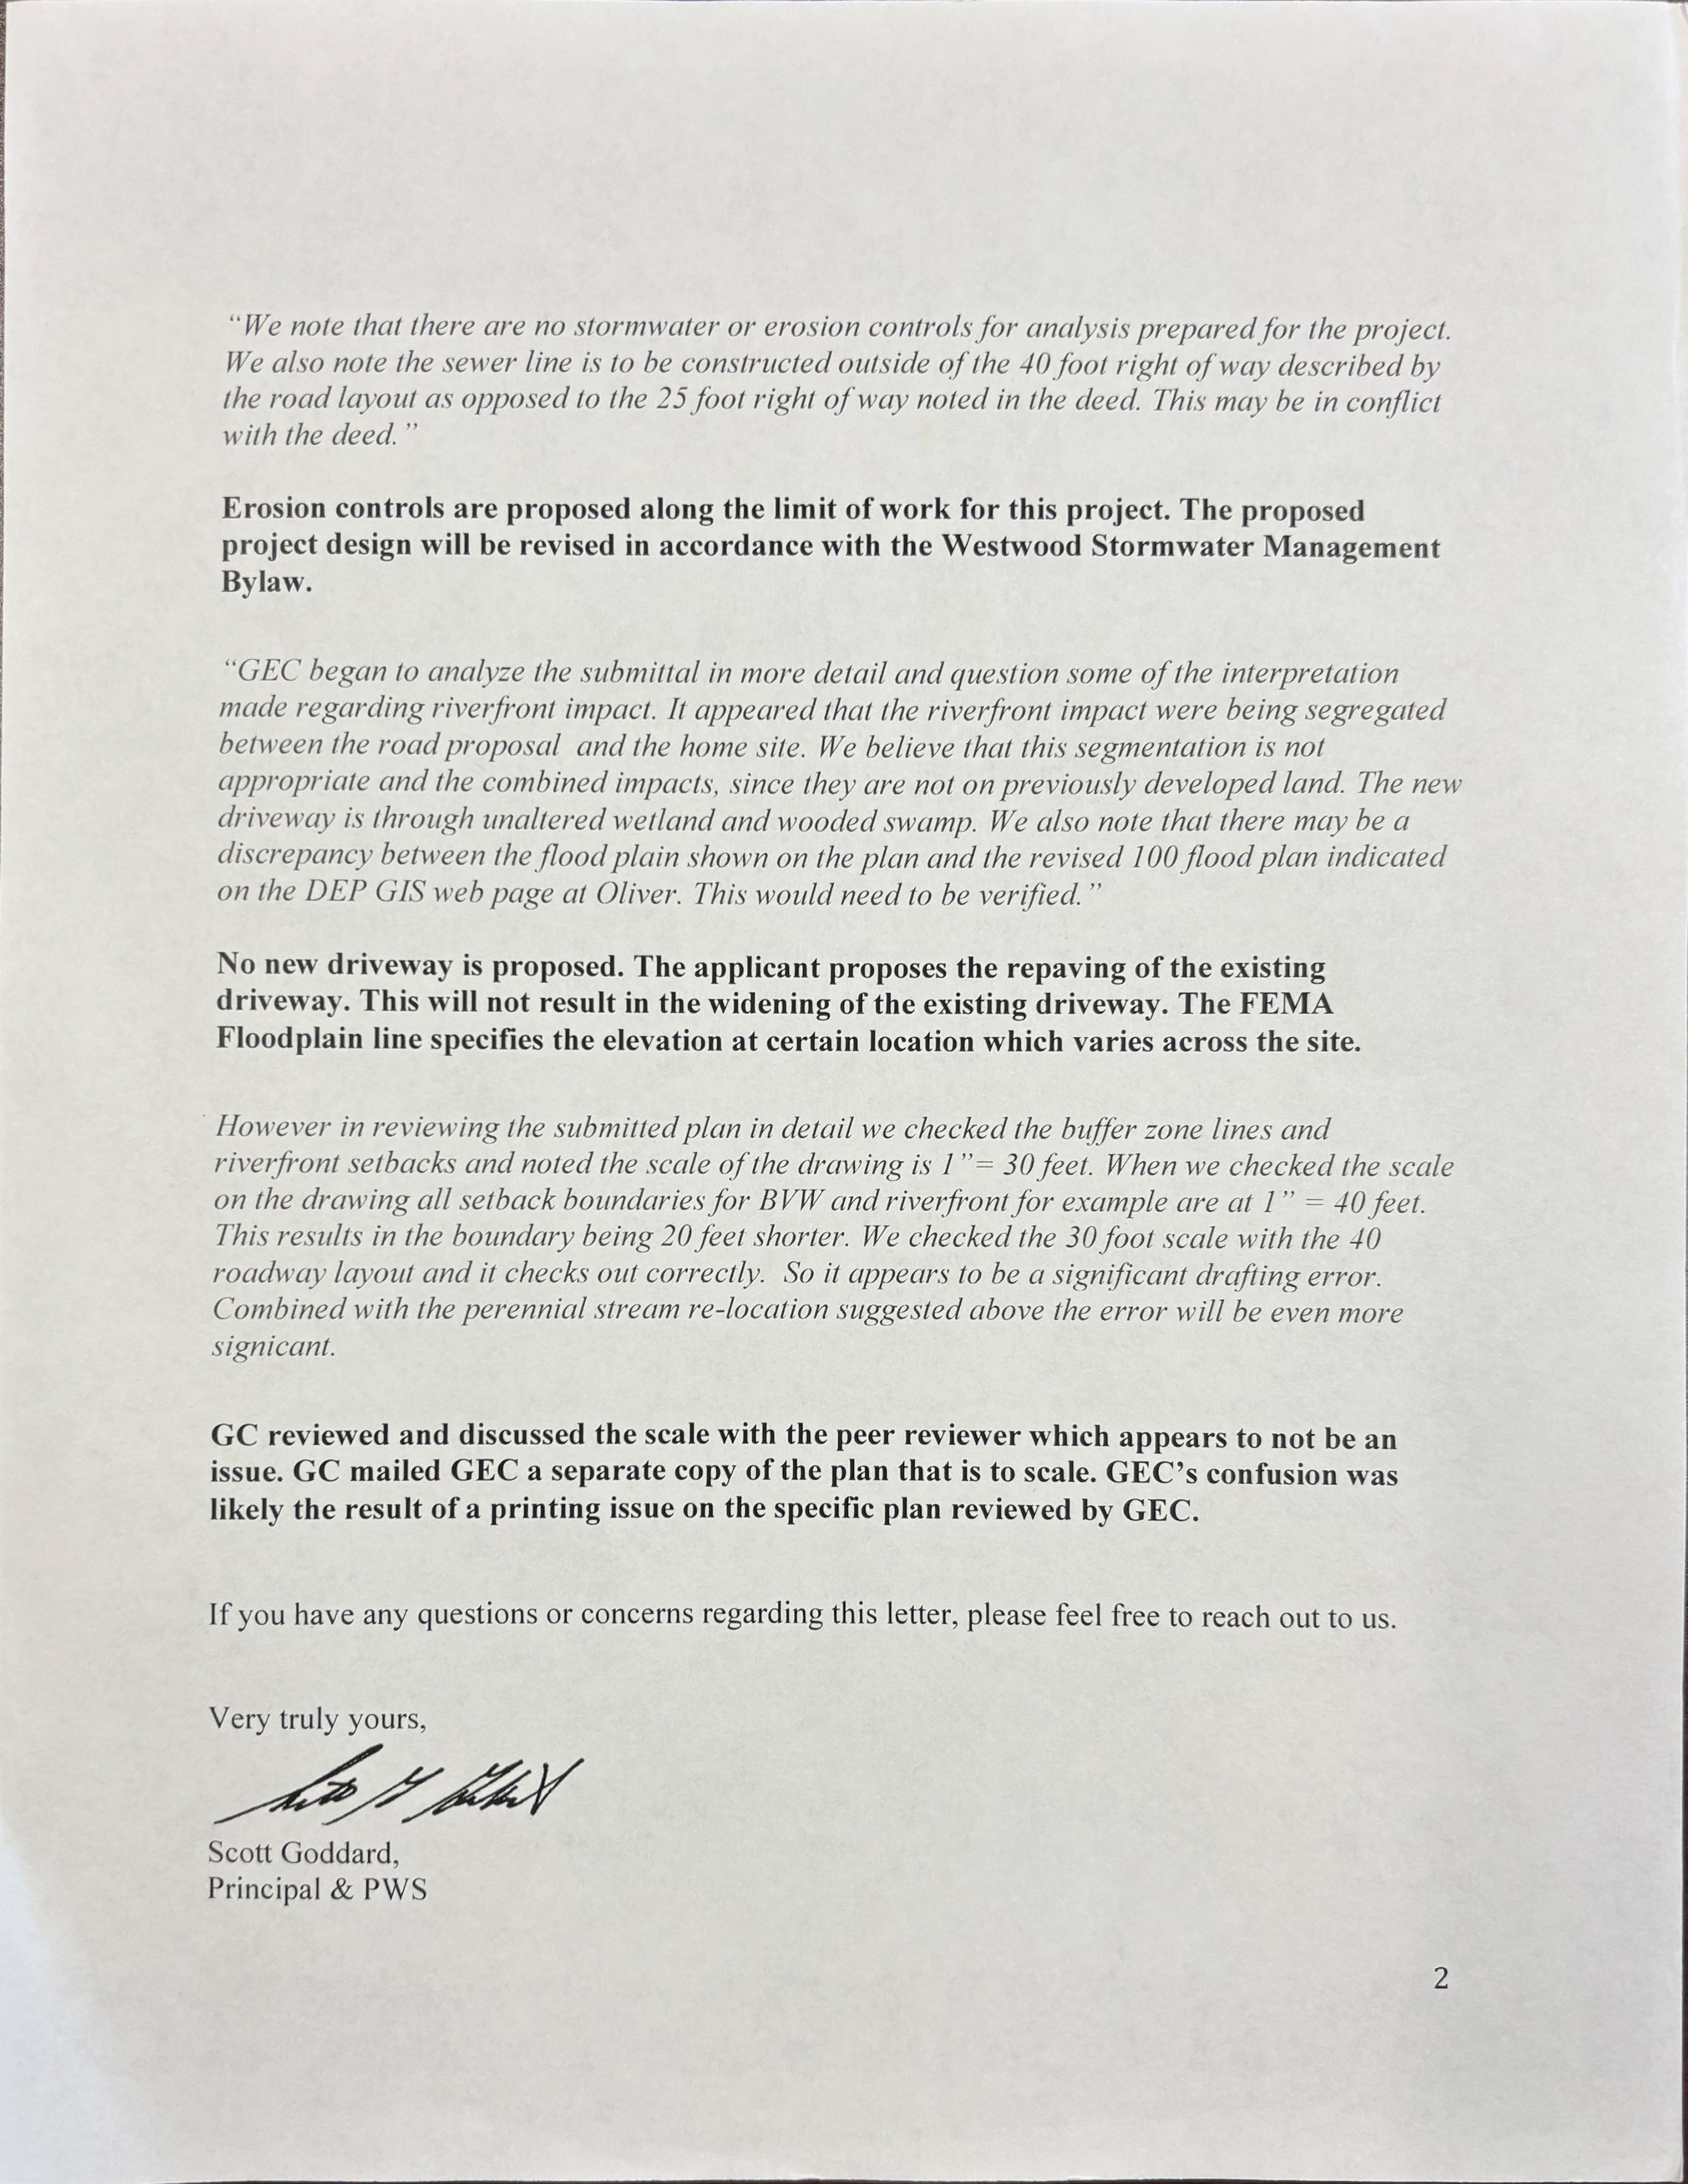 “We note that there are no stormwater or erosion controls for analysis prepared for the project.
We also note the sewer line is to be constructed outside of the 40 foot right of way described by
the road layout as opposed to the 25 foot right of way noted in the deed. This may be in conflict
with the deed.”
Erosion controls are proposed along the limit of work for this project. The proposed
project design will be revised in accordance with the Westwood Stormwater Management
Bylaw.
“GEC began to analyze the submittal in more detail and question some of the interpretation
made regarding riverfront impact. It appeared that the riverfront impact were being segregated
between the road proposal  and the home site. We believe that this segmentation is not
appropriate and the combined impacts, since they are not on previously developed land. The new
driveway is through unaltered wetland and wooded swamp. We also note that there may be a
discrepancy between the flood plain shown on the plan and the revised 100 flood plan indicated
on the DEP GIS web page at Oliver. This would need to be verified.”
No new driveway is proposed. The applicant proposes the repaving of the existing
driveway. This will not result in the widening of the existing driveway. The FEMA
Floodplain line specifies the elevation at certain location which varies across the site.
However in reviewing the submitted plan in detail we checked the buffer zone lines and
riverfront setbacks and noted the scale of the drawing is 1”= 30 feet. When we checked the scale
on the drawing all setback boundaries for BVW and riverfront for example are at 1” = 40 feet.
This results in the boundary being 20 feet shorter. We checked the 30 foot scale with the 40
roadway layout and it checks out correctly.  So it appears to be a significant drafting error.
Combined with the perennial stream re-location suggested above the error will be even more
signicant.
GC reviewed and discussed the scale with the peer reviewer which appears to not be an
issue. GC mailed GEC a separate copy of the plan that is to scale. GEC’s confusion was
likely the result of a printing issue on the specific plan reviewed by GEC.
If you have any questions or concerns regarding this letter, please feel free to reach out to us.
Very truly yours,
Scott Goddard,
Principal & PWS
2